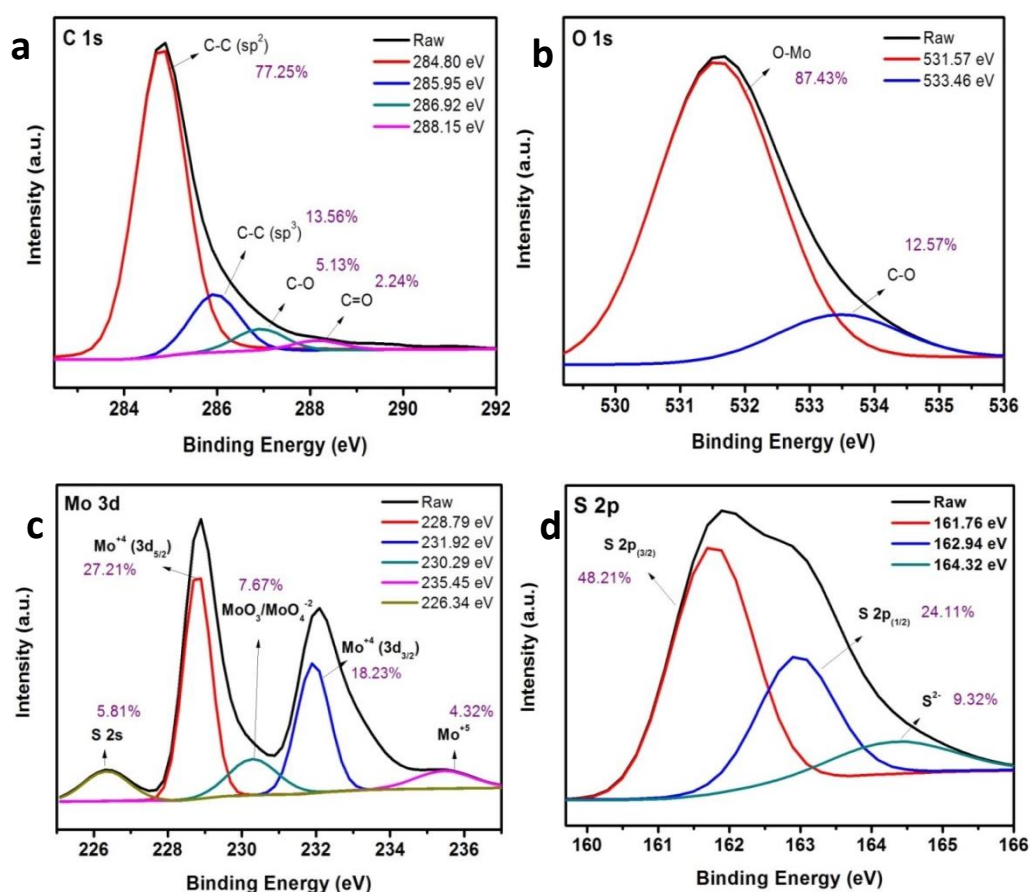 a
C 1s
C-C (sp²)
77.25%
Raw
284.80 eV
285.95 eV
286.92 eV
288.15 eV
13.56%
C-C (sp³)
5.13%
C-O
2.24%
C=O
Intensity (a.u.)
284 286 288 290 292
Binding Energy (eV)
b
O 1s
O-Mo
87.43%
Raw
531.57 eV
533.46 eV
12.57%
C-O
Intensity (a.u.)
530 531 532 533 534 535 536
Binding Energy (eV)
c
Mo 3d
Mo⁺⁴ (3d₅/₂)
27.21%
Raw
228.79 eV
231.92 eV
230.29 eV
235.45 eV
226.34 eV
7.67%
MoO₃/MoO₄⁻²
Mo⁺⁴ (3d₃/₂)
18.23%
5.81%
S 2s
4.32%
Mo⁺⁵
Intensity (a.u.)
226 228 230 232 234 236
Binding Energy (eV)
d
S 2p
S 2p₍₃/₂₎
48.21%
Raw
161.76 eV
162.94 eV
164.32 eV
S 2p₍₁/₂₎
24.11%
S²⁻
9.32%
Intensity (a.u.)
160 161 162 163 164 165 166
Binding Energy (eV)